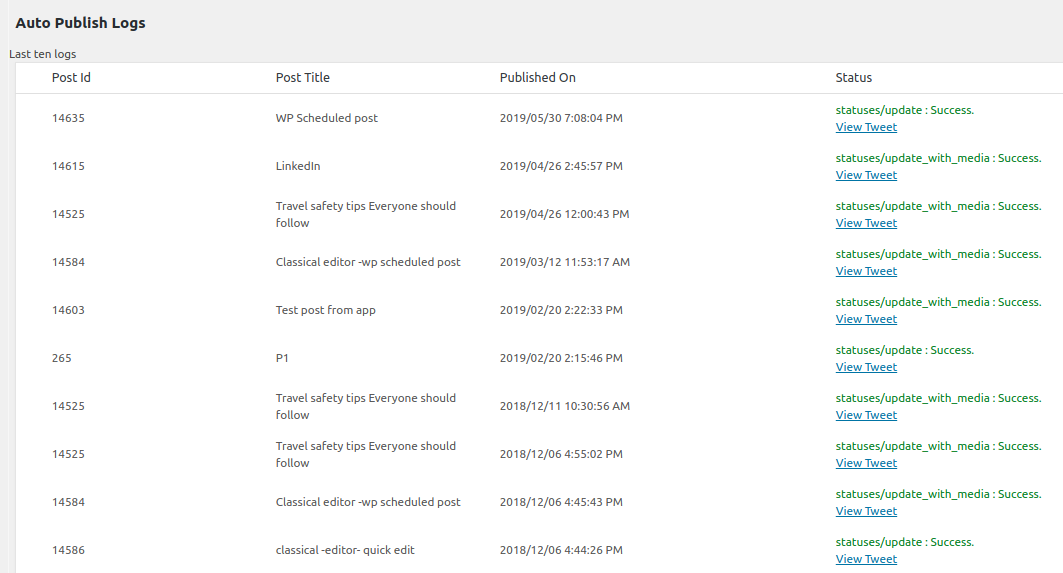 Auto Publish Logs
Last ten logs
Post Id Post Title Published On Status
14635 WP Scheduled post 2019/05/30 7:08:04 PM statuses/update : Success.
View Tweet
14615 LinkedIn 2019/04/26 2:45:57 PM statuses/update_with_media : Success.
View Tweet
14525 Travel safety tips Everyone should 2019/04/26 12:00:43 PM statuses/update_with_media : Success.
follow View Tweet
14584 Classical editor -wp scheduled post 2019/03/12 11:53:17 AM statuses/update_with_media : Success.
View Tweet
14603 Test post from app 2019/02/20 2:22:33 PM statuses/update_with_media : Success.
View Tweet
265 P1 2019/02/20 2:15:46 PM statuses/update : Success.
View Tweet
14525 Travel safety tips Everyone should 2018/12/11 10:30:56 AM statuses/update_with_media : Success.
follow View Tweet
14525 Travel safety tips Everyone should 2018/12/06 4:55:02 PM statuses/update_with_media : Success.
follow View Tweet
14584 Classical editor -wp scheduled post 2018/12/06 4:45:43 PM statuses/update_with_media : Success.
View Tweet
14586 classical -editor- quick edit 2018/12/06 4:44:26 PM statuses/update : Success.
View Tweet